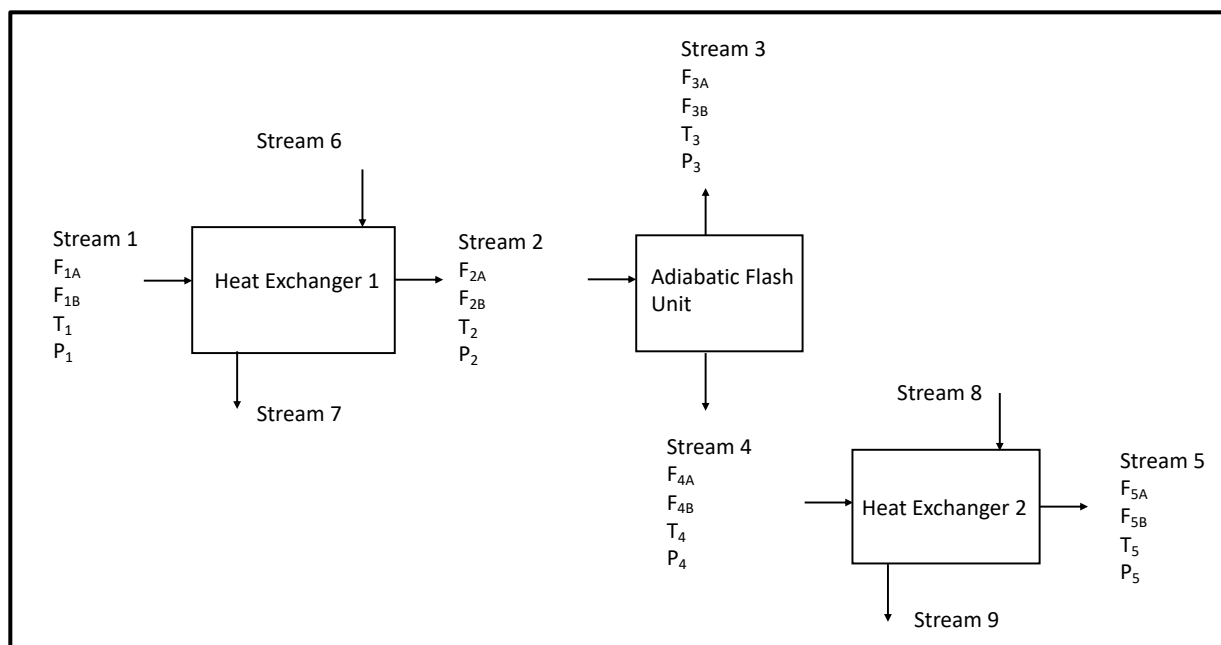 Stream 3
F3A
F3B
T3
P3
Stream 6
Stream 1
F1A
F1B
T1
P1
Heat Exchanger 1
Stream 2
F2A
F2B
T2
P2
Adiabatic Flash
Unit
Stream 7
Stream 8
Stream 4
F4A
F4B
T4
P4
Heat Exchanger 2
Stream 5
F5A
F5B
T5
P5
Stream 9